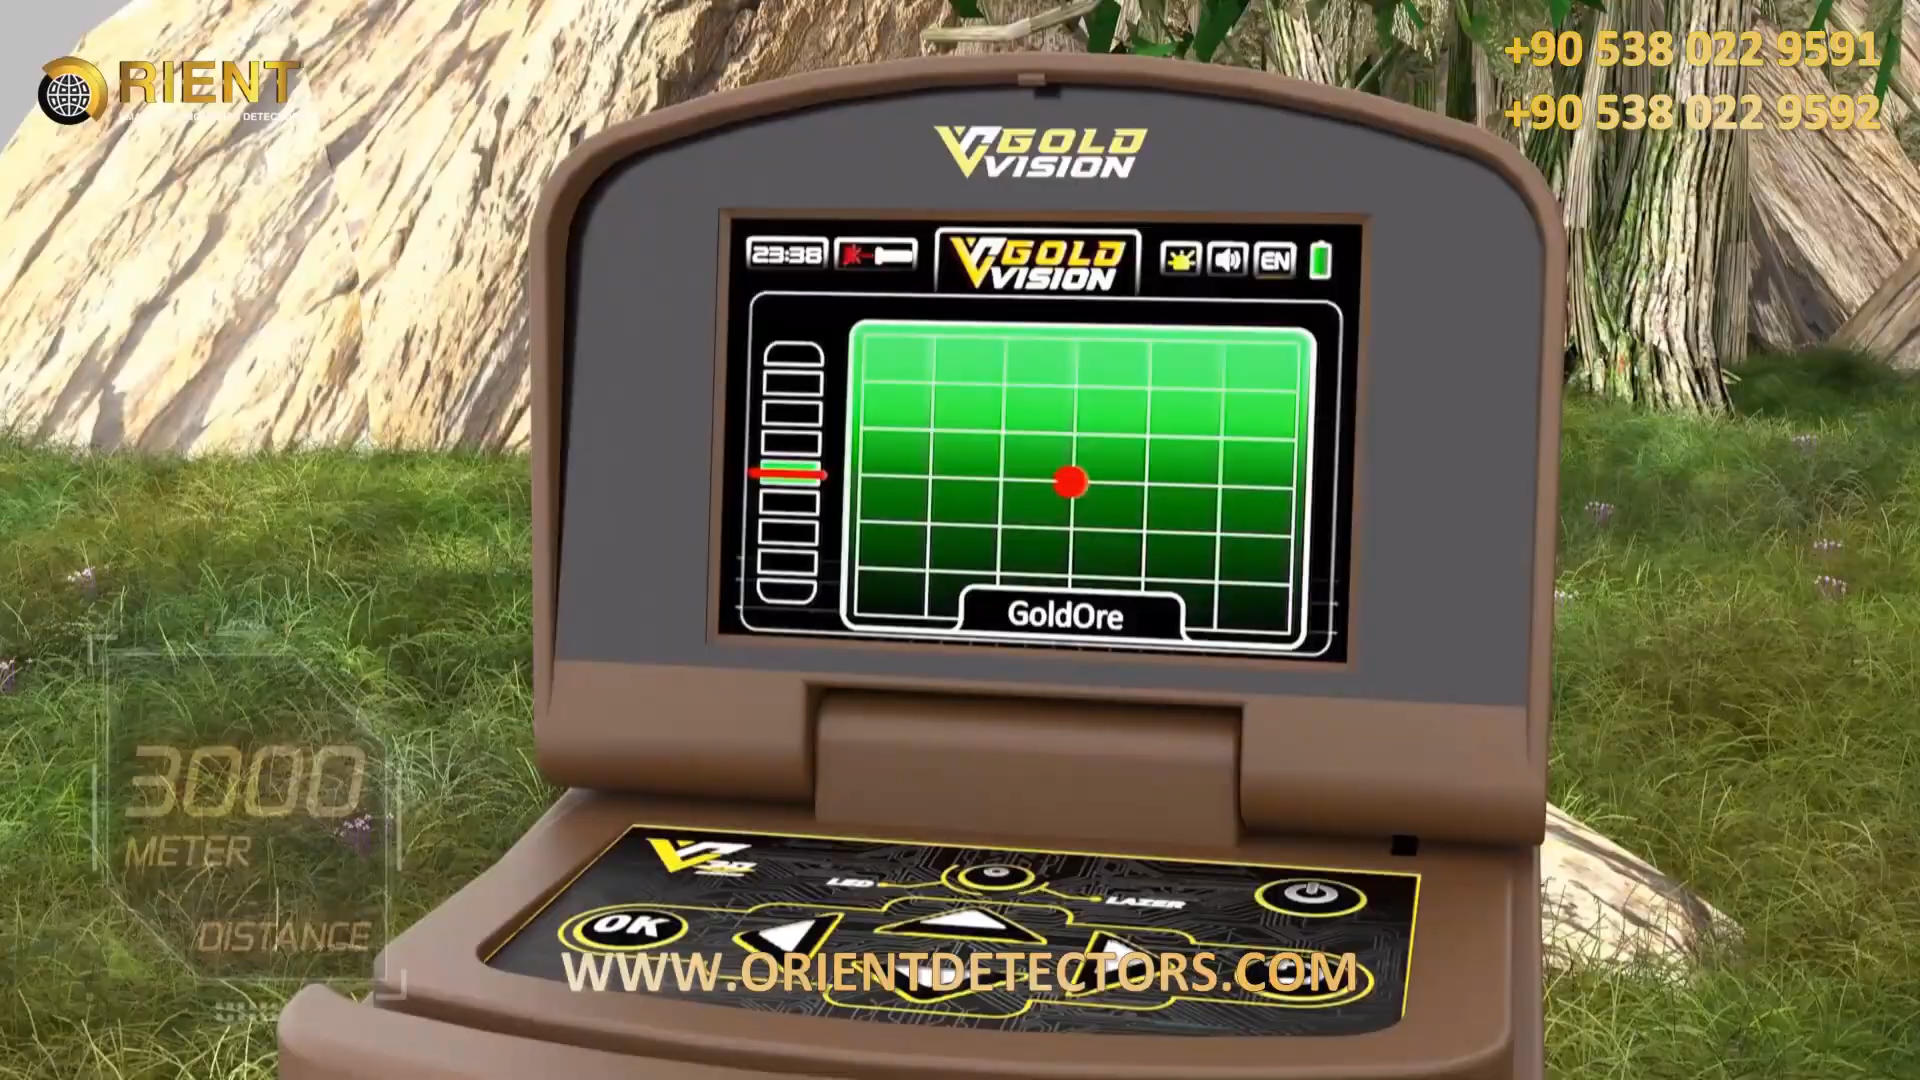 ORIENT
+90 538 022 9591
+90 538 022 9592
GOLD
VISION
23:38
GOLD
VISION
EN
GoldOre
3000
METER
DISTANCE
LED
LAZER
OK
WWW.ORIENTDETECTORS.COM